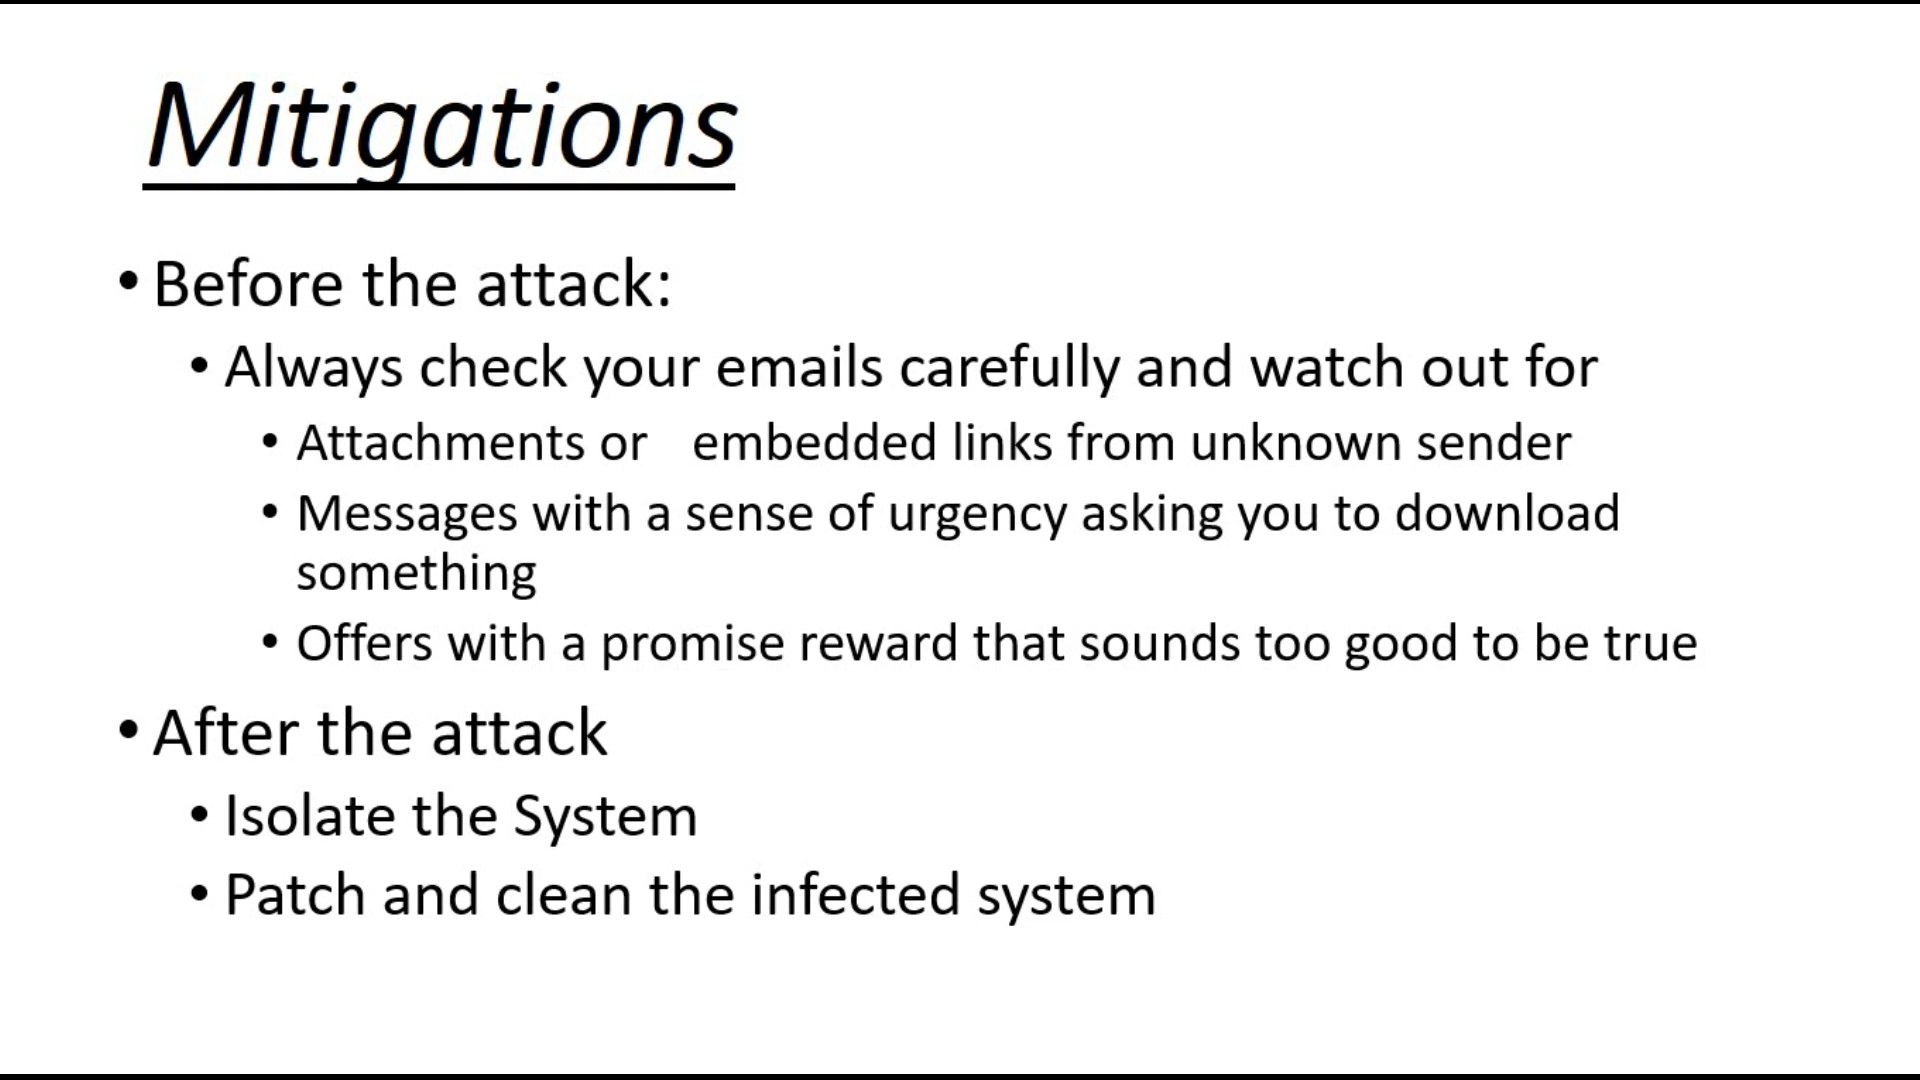 Mitigations
• Before the attack:
• Always check your emails carefully and watch out for
• Attachments or   embedded links from unknown sender
• Messages with a sense of urgency asking you to download
something
• Offers with a promise reward that sounds too good to be true
• After the attack
• Isolate the System
• Patch and clean the infected system